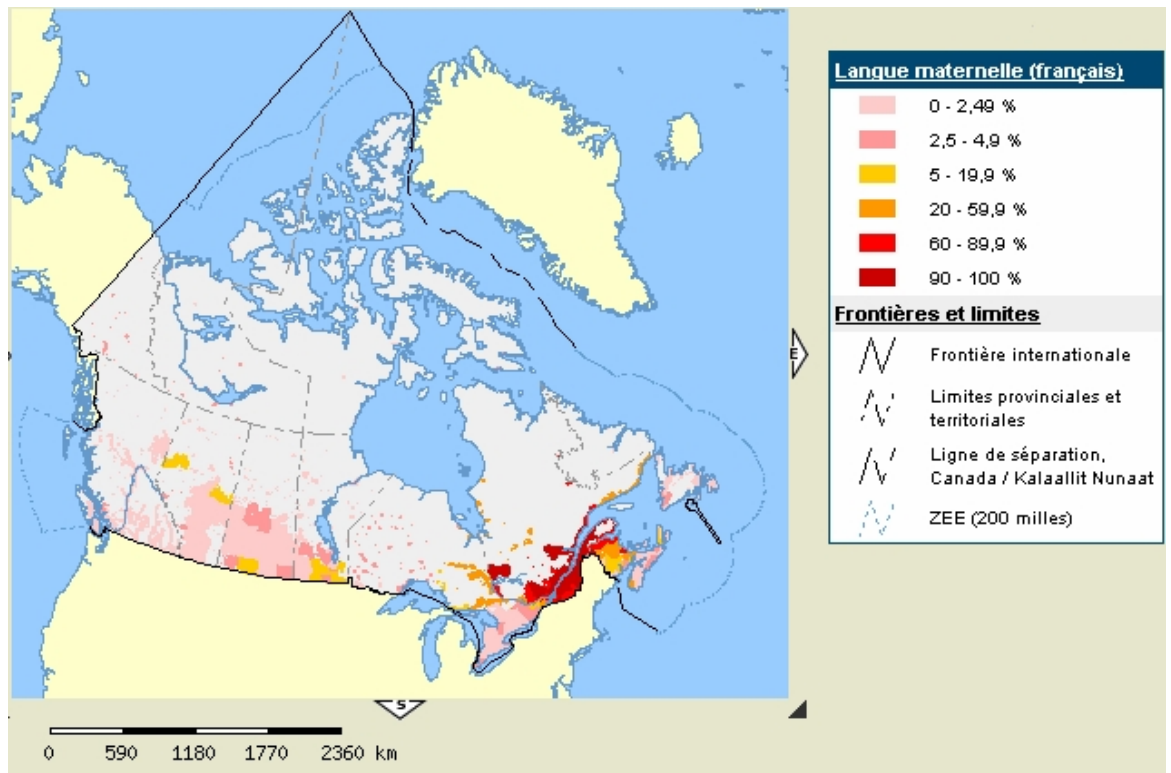 Langue maternelle (français)
0 - 2,49 %
2,5 - 4,9 %
5 - 19,9 %
20 - 59,9 %
60 - 89,9 %
90 - 100 %
Frontières et limites
Frontière internationale
Limites provinciales et
territoriales
Ligne de séparation,
Canada / Kalaallit Nunaat
ZEE (200 milles)
E
S
0 590 1180 1770 2360 km